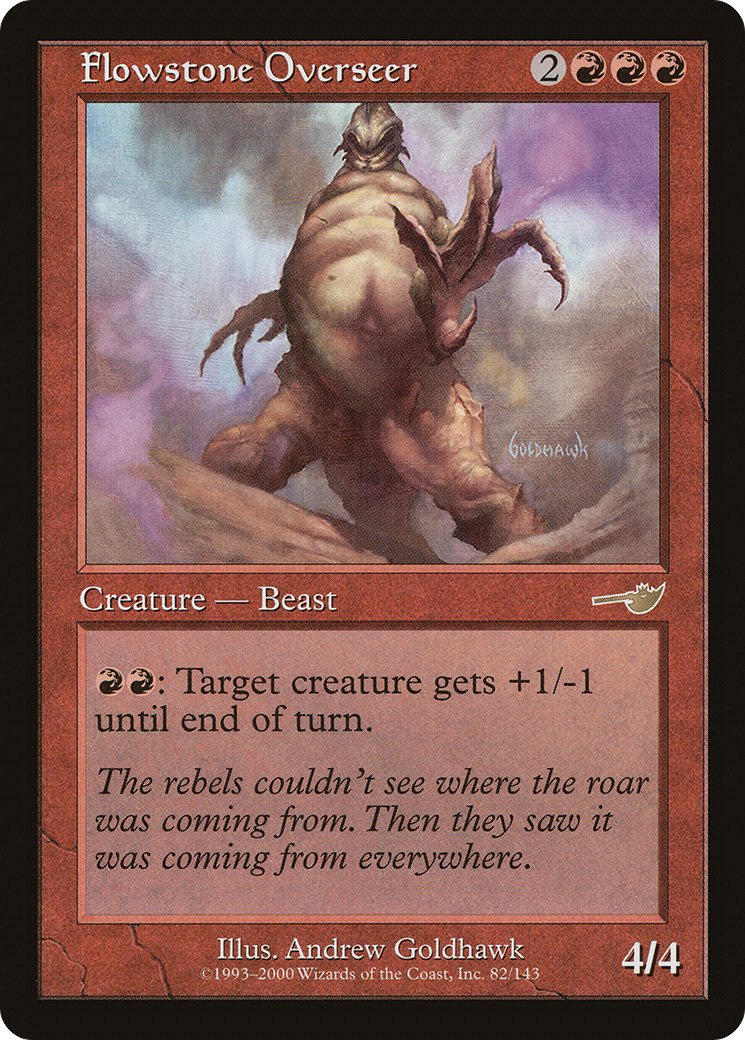 Flowstone Overseer 2
GOLDHAWK
Creature — Beast
: Target creature gets +1/-1
until end of turn.
The rebels couldn't see where the roar
was coming from. Then they saw it
was coming from everywhere.
Illus. Andrew Goldhawk
©1993–2000 Wizards of the Coast, Inc. 82/143
4/4